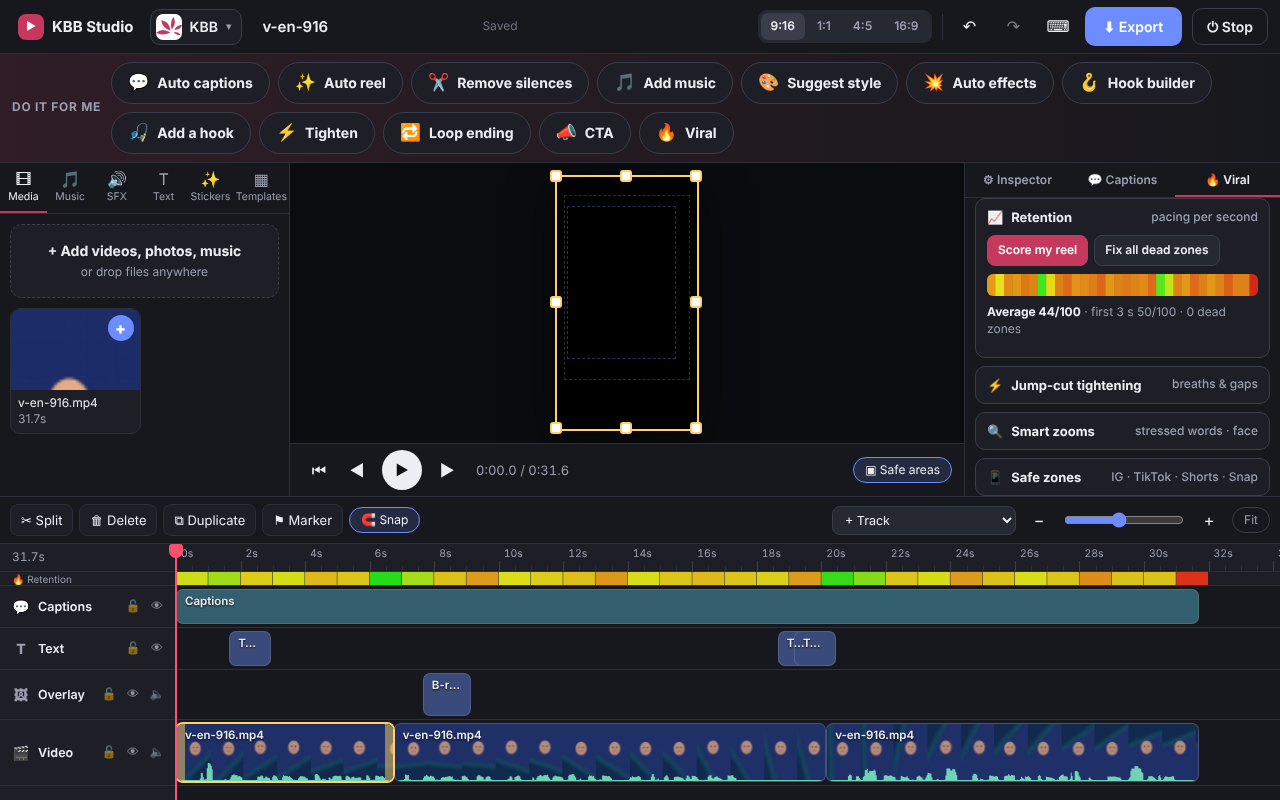 KBB Studio KBB v-en-916 Saved 9:16 1:1 4:5 16:9 Export Stop
DO IT FOR ME
Auto captions Auto reel Remove silences Add music Suggest style Auto effects Hook builder
Add a hook Tighten Loop ending CTA Viral
Media Music SFX Text Stickers Templates
+ Add videos, photos, music
or drop files anywhere
v-en-916.mp4
31.7s
0:00.0 / 0:31.6 Safe areas
Inspector Captions Viral
Retention pacing per second
Score my reel Fix all dead zones
Average 44/100 · first 3 s 50/100 · 0 dead
zones
Jump-cut tightening breaths & gaps
Smart zooms stressed words · face
Safe zones IG · TikTok · Shorts · Snap
Split Delete Duplicate Marker Snap + Track − + Fit
31.7s 0s 2s 4s 6s 8s 10s 12s 14s 16s 18s 20s 22s 24s 26s 28s 30s 32s
Retention
Captions Captions
T Text T... T...T...
Overlay B-r...
Video v-en-916.mp4 v-en-916.mp4 v-en-916.mp4